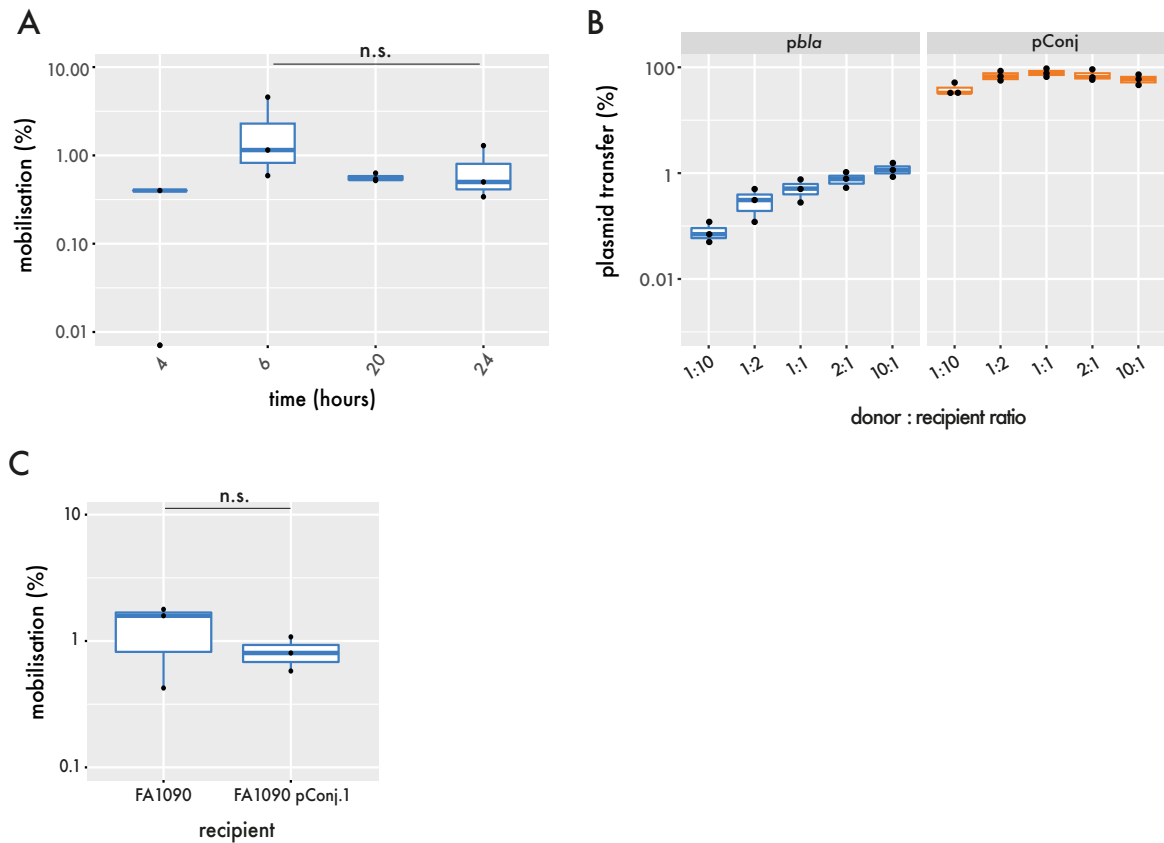 A
n.s.
10.00
1.00
0.10
0.01
mobilisation (%)
4
6
20
24
time (hours)
B
pbla
pConj
100
1
0.01
plasmid transfer (%)
1:10
1:2
1:1
2:1
10:1
1:10
1:2
1:1
2:1
10:1
donor : recipient ratio
C
n.s.
10
1
0.1
mobilisation (%)
FA1090
FA1090 pConj.1
recipient